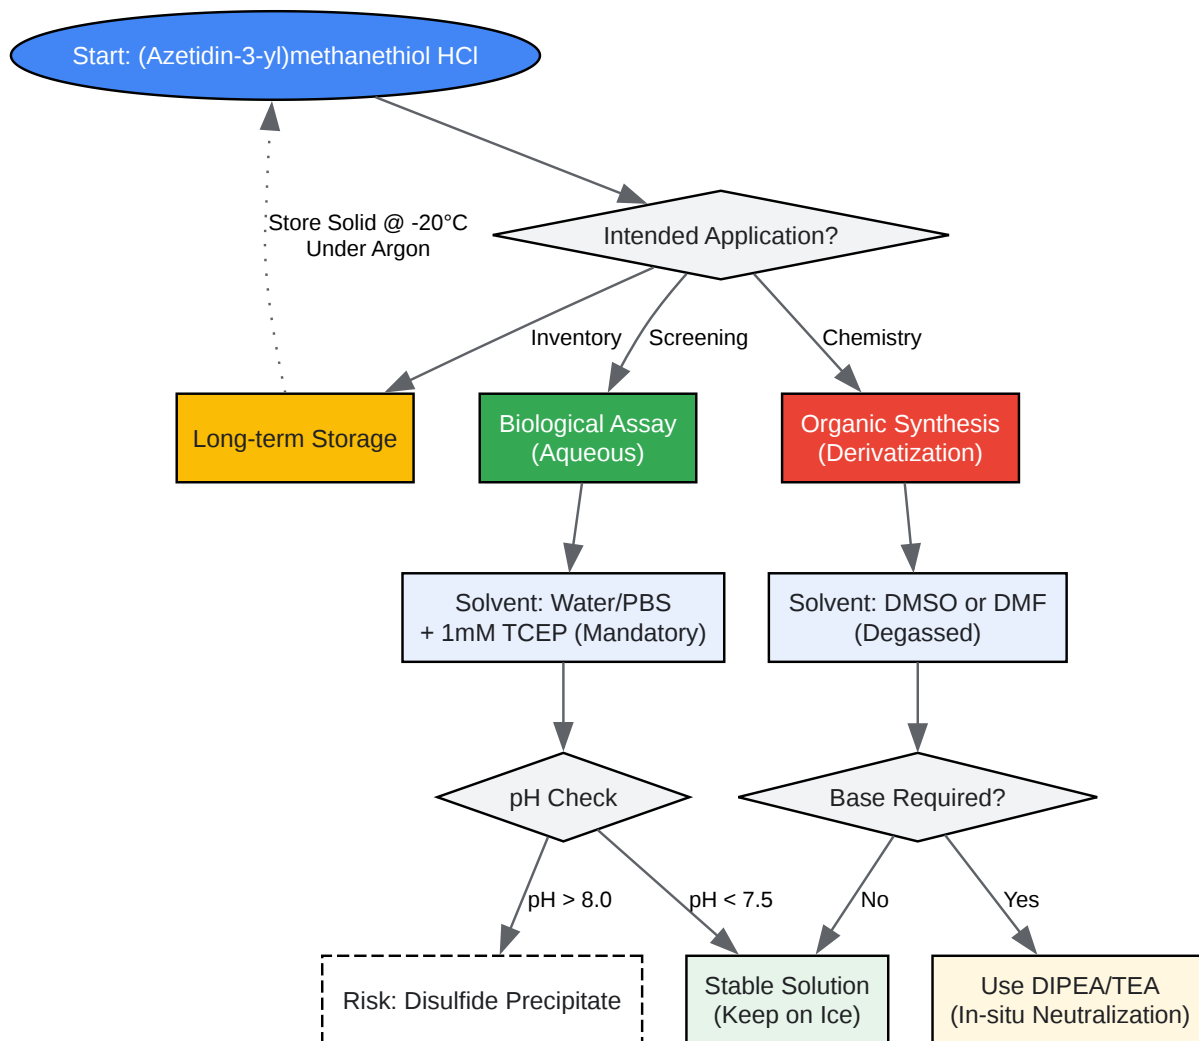 Start: (Azetidin-3-yl)methanethiol HCl
Store Solid @ -20°C
Under Argon
Intended Application?
Inventory
Screening
Chemistry
Long-term Storage
Biological Assay
(Aqueous)
Organic Synthesis
(Derivatization)
Solvent: Water/PBS
+ 1mM TCEP (Mandatory)
Solvent: DMSO or DMF
(Degassed)
pH Check
Base Required?
pH > 8.0
pH < 7.5
No
Yes
Risk: Disulfide Precipitate
Stable Solution
(Keep on Ice)
Use DIPEA/TEA
(In-situ Neutralization)